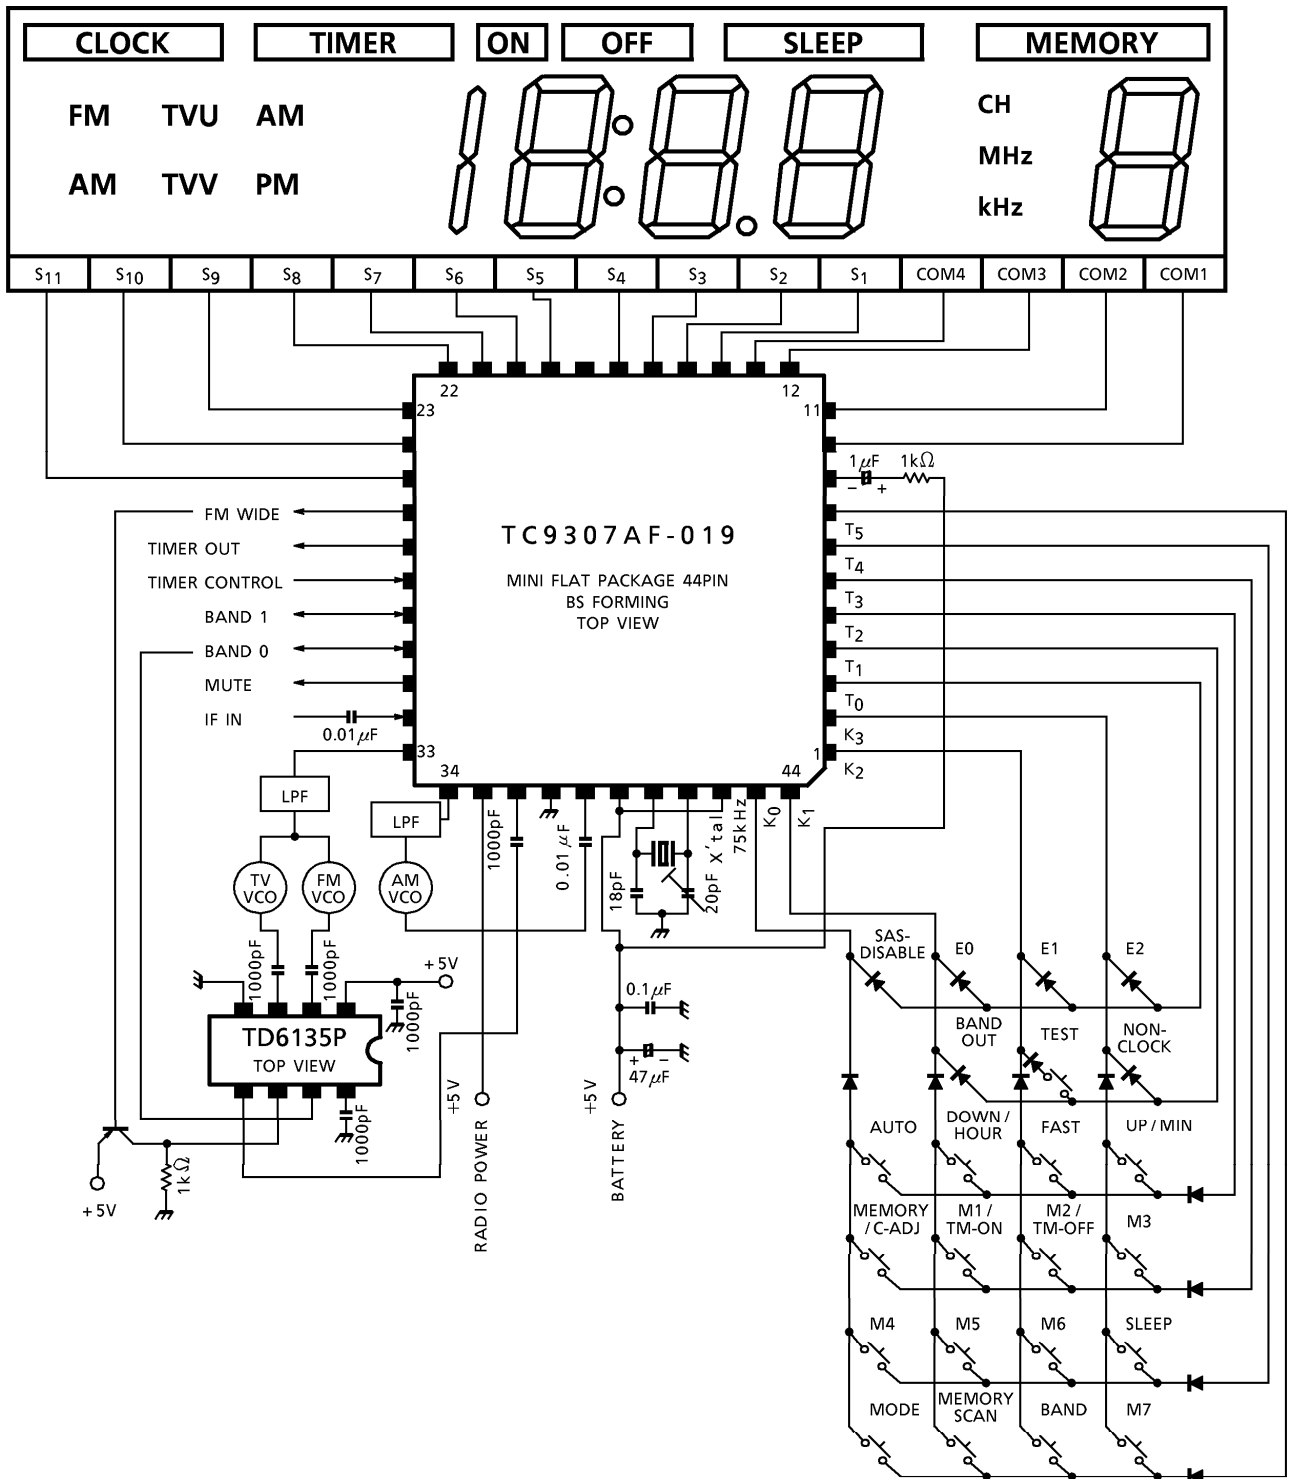 CLOCK TIMER ON OFF SLEEP MEMORY
FM TVU AM CH
MHz
AM TVV PM kHz
S11 S10 S9 S8 S7 S6 S5 S4 S3 S2 S1 COM4 COM3 COM2 COM1
22 12
23 11
1μF 1kΩ
− +
FM WIDE
TC9307AF-019
T5
TIMER OUT
T4
TIMER CONTROL
MINI FLAT PACKAGE 44PIN
BS FORMING
TOP VIEW
T3
BAND 1
T2
BAND 0
T1
MUTE
T0
IF IN
0.01μF
K3
33 1
34 44
K2
LPF
LPF
1000pF
0.01μF
X'tal
75kHz
K0
K1
TV
VCO
FM
VCO
AM
VCO
18pF
20pF
1000pF
1000pF
+5V
1000pF
SAS-
DISABLE
E0 E1 E2
TD6135P
TOP VIEW
0.1μF
+ −
47μF
BAND
OUT
TEST
NON-
CLOCK
1000pF
+5V
+5V
AUTO
DOWN /
HOUR
FAST
UP / MIN
1kΩ
+5V
RADIO POWER
BATTERY
MEMORY
/ C-ADJ
M1 /
TM-ON
M2 /
TM-OFF
M3
M4 M5 M6 SLEEP
MODE
MEMORY
SCAN
BAND
M7